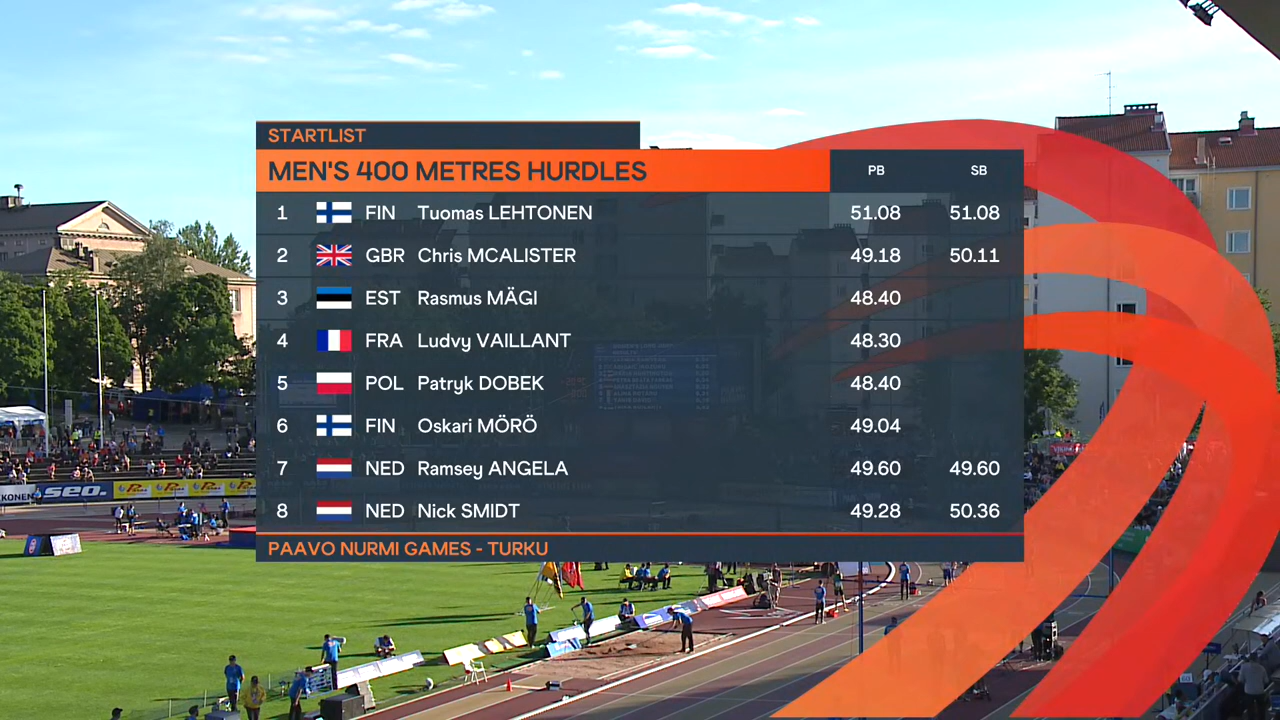 STARTLIST
MEN'S 400 METRES HURDLES PB SB
1 FIN Tuomas LEHTONEN 51.08 51.08
2 GBR Chris MCALISTER 49.18 50.11
3 EST Rasmus MÄGI 48.40
4 FRA Ludvy VAILLANT 48.30
5 POL Patryk DOBEK 48.40
6 FIN Oskari MÖRÖ 49.04
7 NED Ramsey ANGELA 49.60 49.60
8 NED Nick SMIDT 49.28 50.36
KONE seo.
PAAVO NURMI GAMES - TURKU